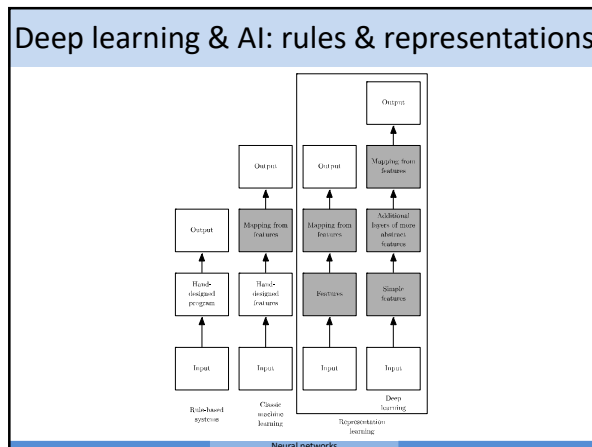 Deep learning & AI: rules & representations
Output
Output
Output
Mapping from
features
Output
Mapping from
features
Mapping from
features
Additional
layers of more
abstract
features
Hand-
designed
program
Hand-
designed
features
Features
Simple
features
Input
Input
Input
Input
Rule-based
systems
Classic
machine
learning
Representation
learning
Deep
learning
Neural networks